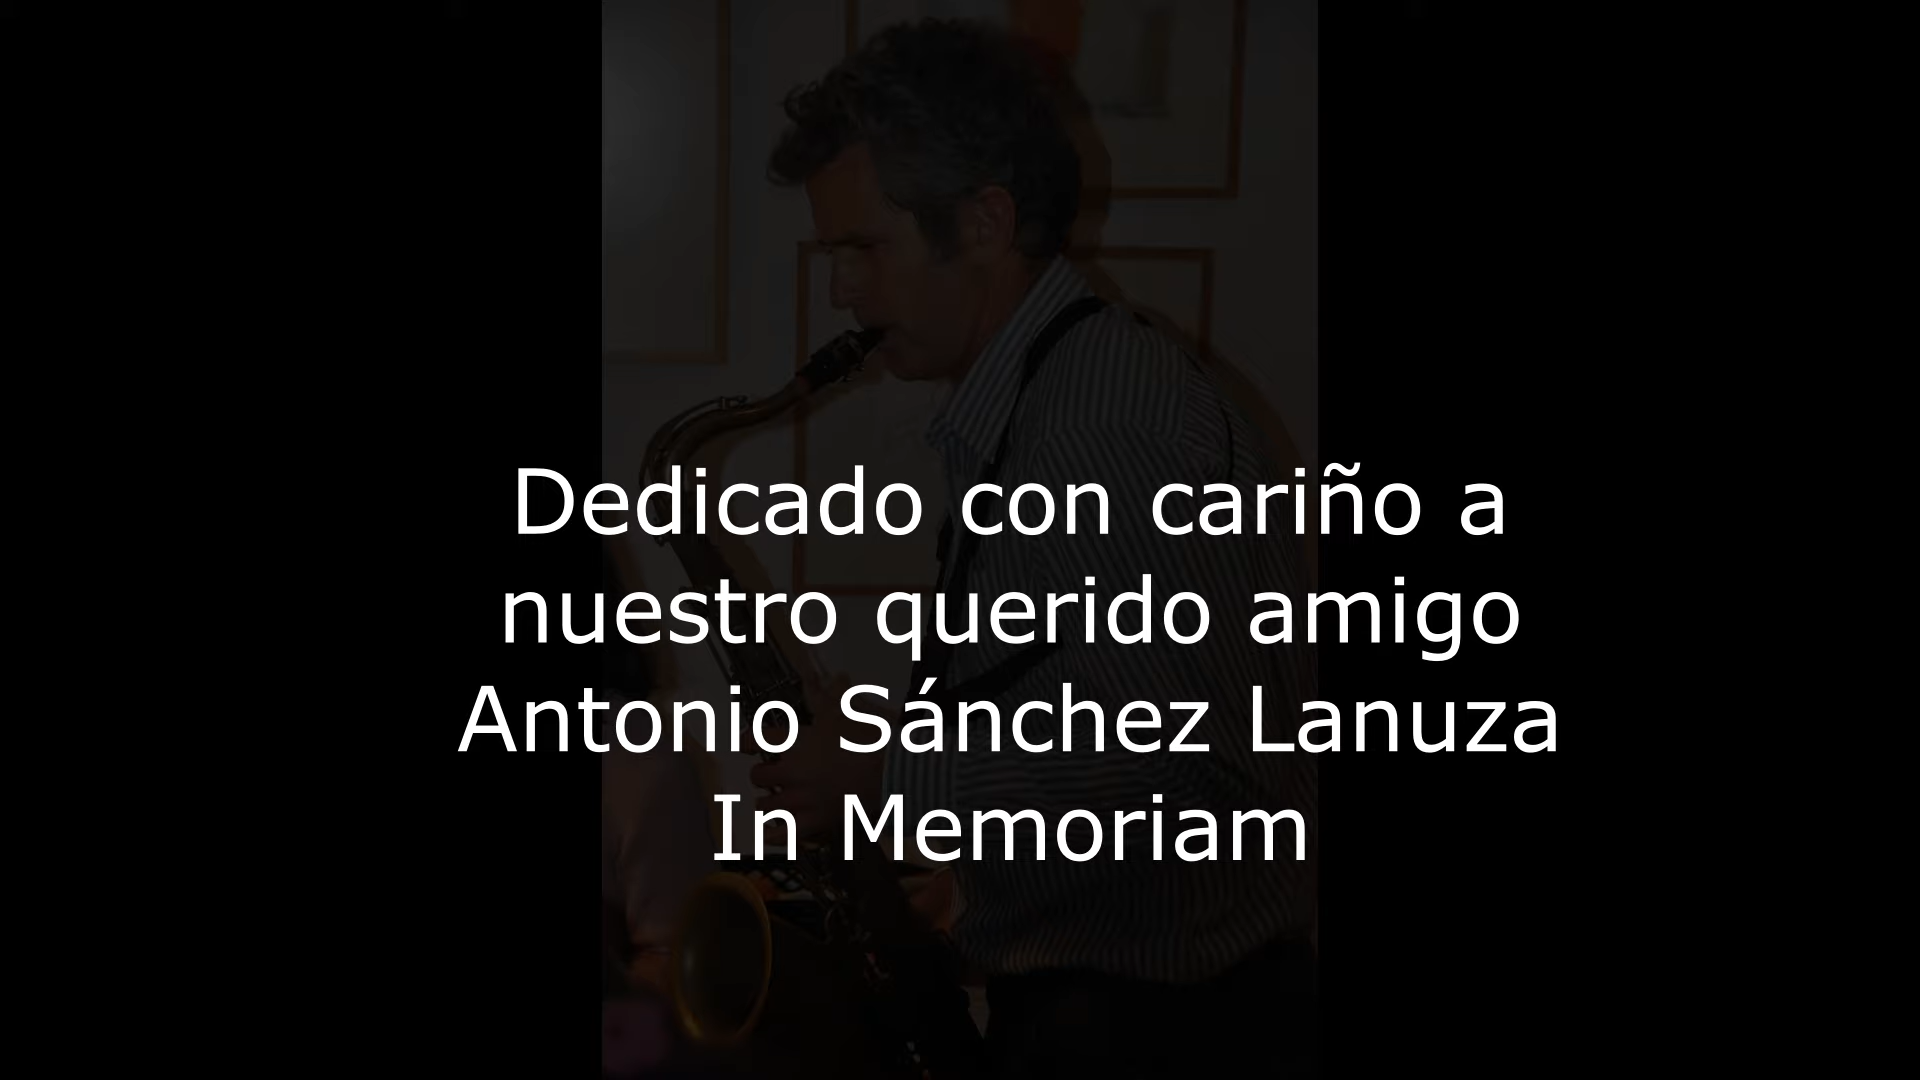 Dedicado con cariño a
nuestro querido amigo
Antonio Sánchez Lanuza
In Memoriam